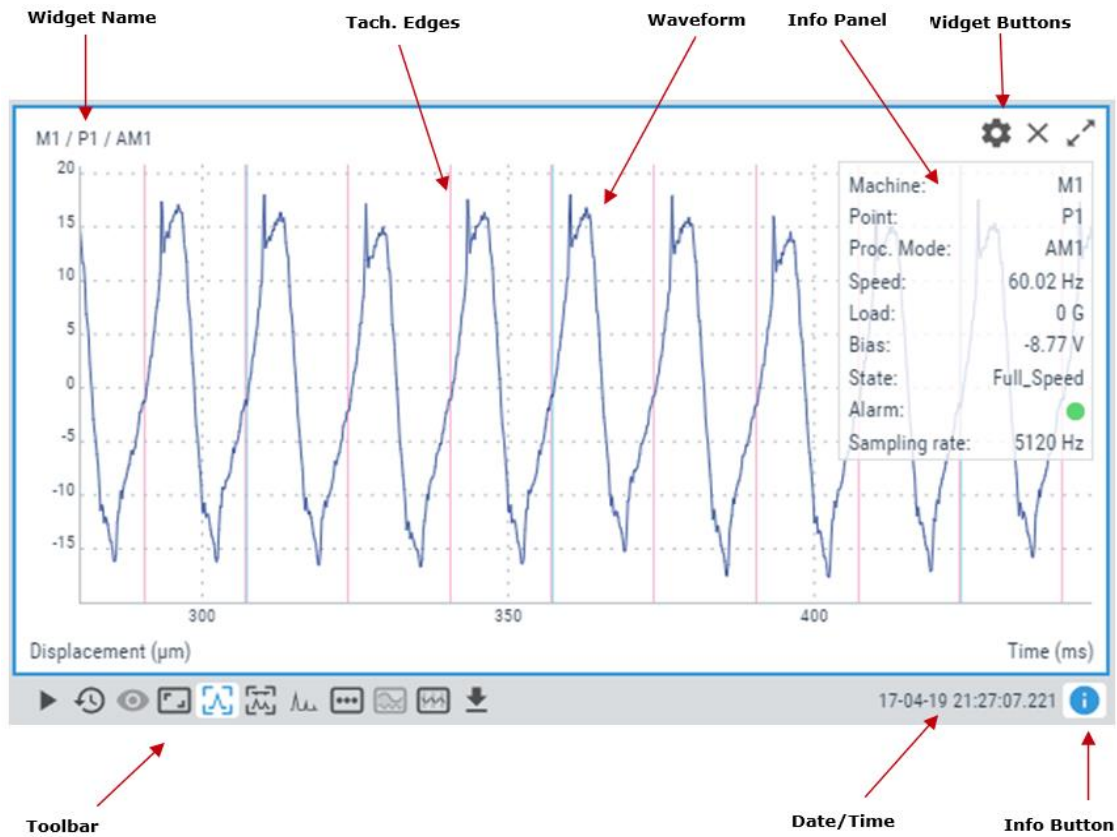 Widget Name
Tach. Edges
Waveform
Info Panel
Widget Buttons
M1 / P1 / AM1
20
15
10
5
0
-5
-10
-15
Machine: M1
Point: P1
Proc. Mode: AM1
Speed: 60.02 Hz
Load: 0 G
Bias: -8.77 V
State: Full_Speed
Alarm:
Sampling rate: 5120 Hz
300 350 400
Displacement (μm) Time (ms)
17-04-19 21:27:07.221
Toolbar
Date/Time
Info Button